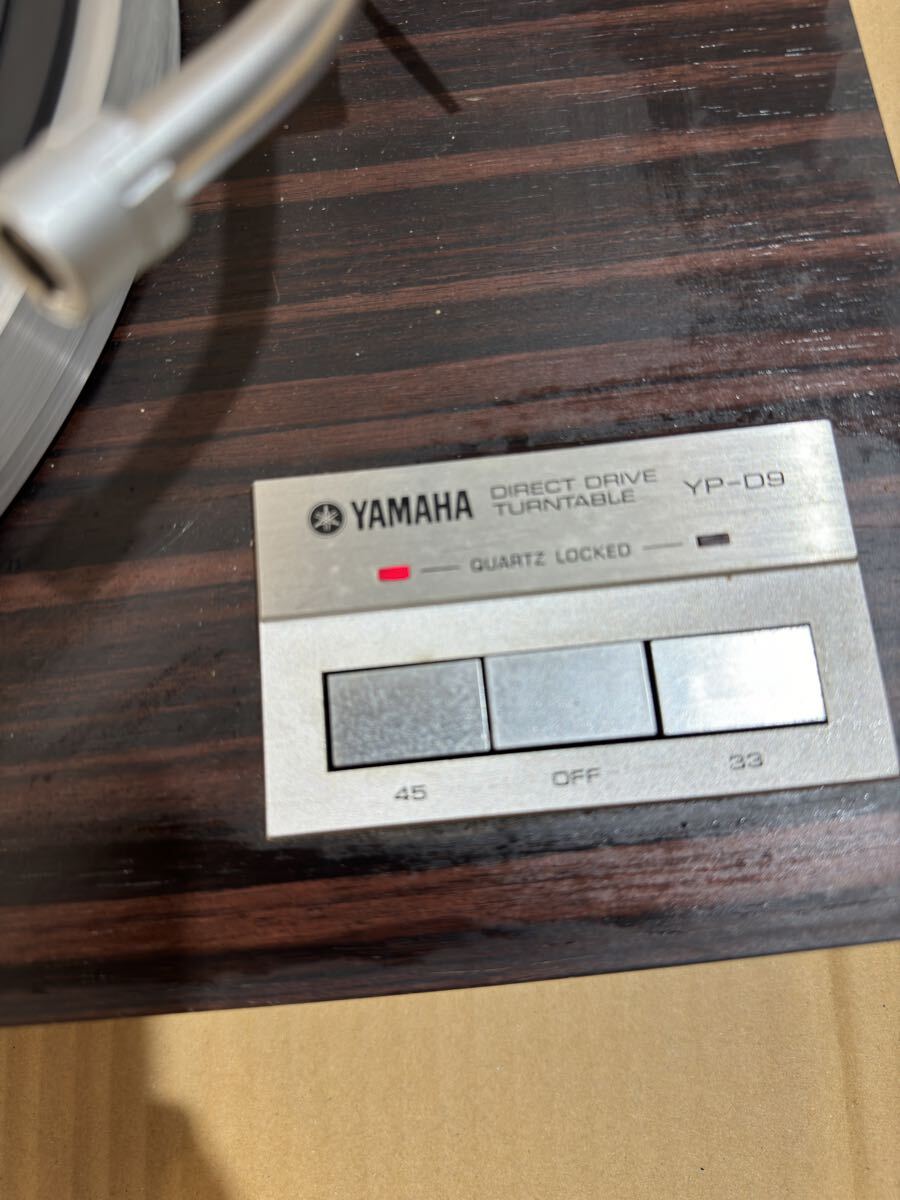 YAMAHA DIRECT DRIVE TURNTABLE YP-D9
QUARTZ LOCKED
45 OFF 33